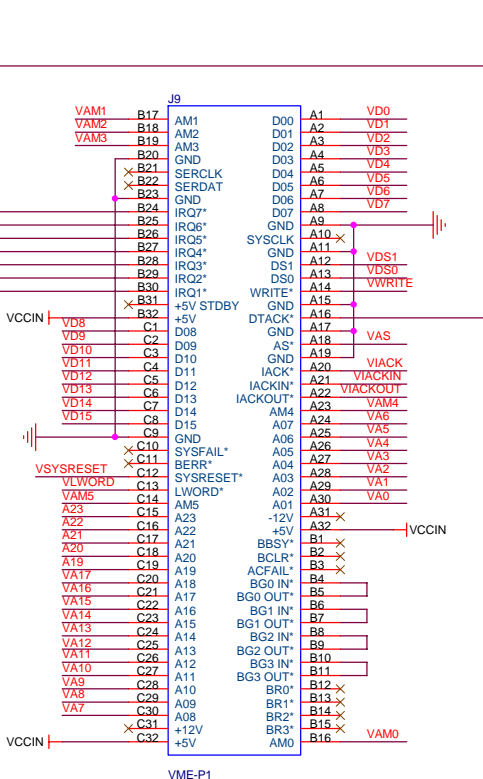 J9
VAM1 B17 AM1 D00 A1 VD0
VAM2 B18 AM2 D01 A2 VD1
VAM3 B19 AM3 D02 A3 VD2
B20 GND D03 A4 VD3
B21 SERCLK D04 A5 VD4
B22 SERDAT D05 A6 VD5
B23 GND D06 A7 VD6
B24 IRQ7* D07 A8 VD7
B25 IRQ6* GND A9
B26 IRQ5* SYSCLK A10
B27 IRQ4* GND A11
B28 IRQ3* DS1 A12 VDS1
B29 IRQ2* DS0 A13 VDS0
B30 IRQ1* WRITE* A14 VWRITE
B31 +5V STDBY GND A15
VCCIN B32 +5V DTACK* A16
VD8 C1 D08 GND A17
VD9 C2 D09 AS* A18 VAS
VD10 C3 D10 GND A19
VD11 C4 D11 IACK* A20 VIACK
VD12 C5 D12 IACKIN* A21 VIACKIN
VD13 C6 D13 IACKOUT* A22 VIACKOUT
VD14 C7 D14 AM4 A23 VAM4
VD15 C8 D15 A07 A24 VA6
C9 GND A06 A25 VA5
C10 SYSFAIL* A05 A26 VA4
C11 BERR* A04 A27 VA3
VSYSRESET C12 SYSRESET* A03 A28 VA2
VLWORD C13 LWORD* A02 A29 VA1
VAM5 C14 AM5 A01 A30 VA0
A23 C15 A23 -12V A31
A22 C16 A22 +5V A32 VCCIN
A21 C17 A21 BBSY* B1
A20 C18 A20 BCLR* B2
A19 C19 A19 ACFAIL* B3
VA17 C20 A18 BG0 IN* B4
VA16 C21 A17 BG0 OUT* B5
VA15 C22 A16 BG1 IN* B6
VA14 C23 A15 BG1 OUT* B7
VA13 C24 A14 BG2 IN* B8
VA12 C25 A13 BG2 OUT* B9
VA11 C26 A12 BG3 IN* B10
VA10 C27 A11 BG3 OUT* B11
VA9 C28 A10 BR0* B12
VA8 C29 A09 BR1* B13
VA7 C30 A08 BR2* B14
C31 +12V BR3* B15
VCCIN C32 +5V AM0 B16 VAM0
VME-P1